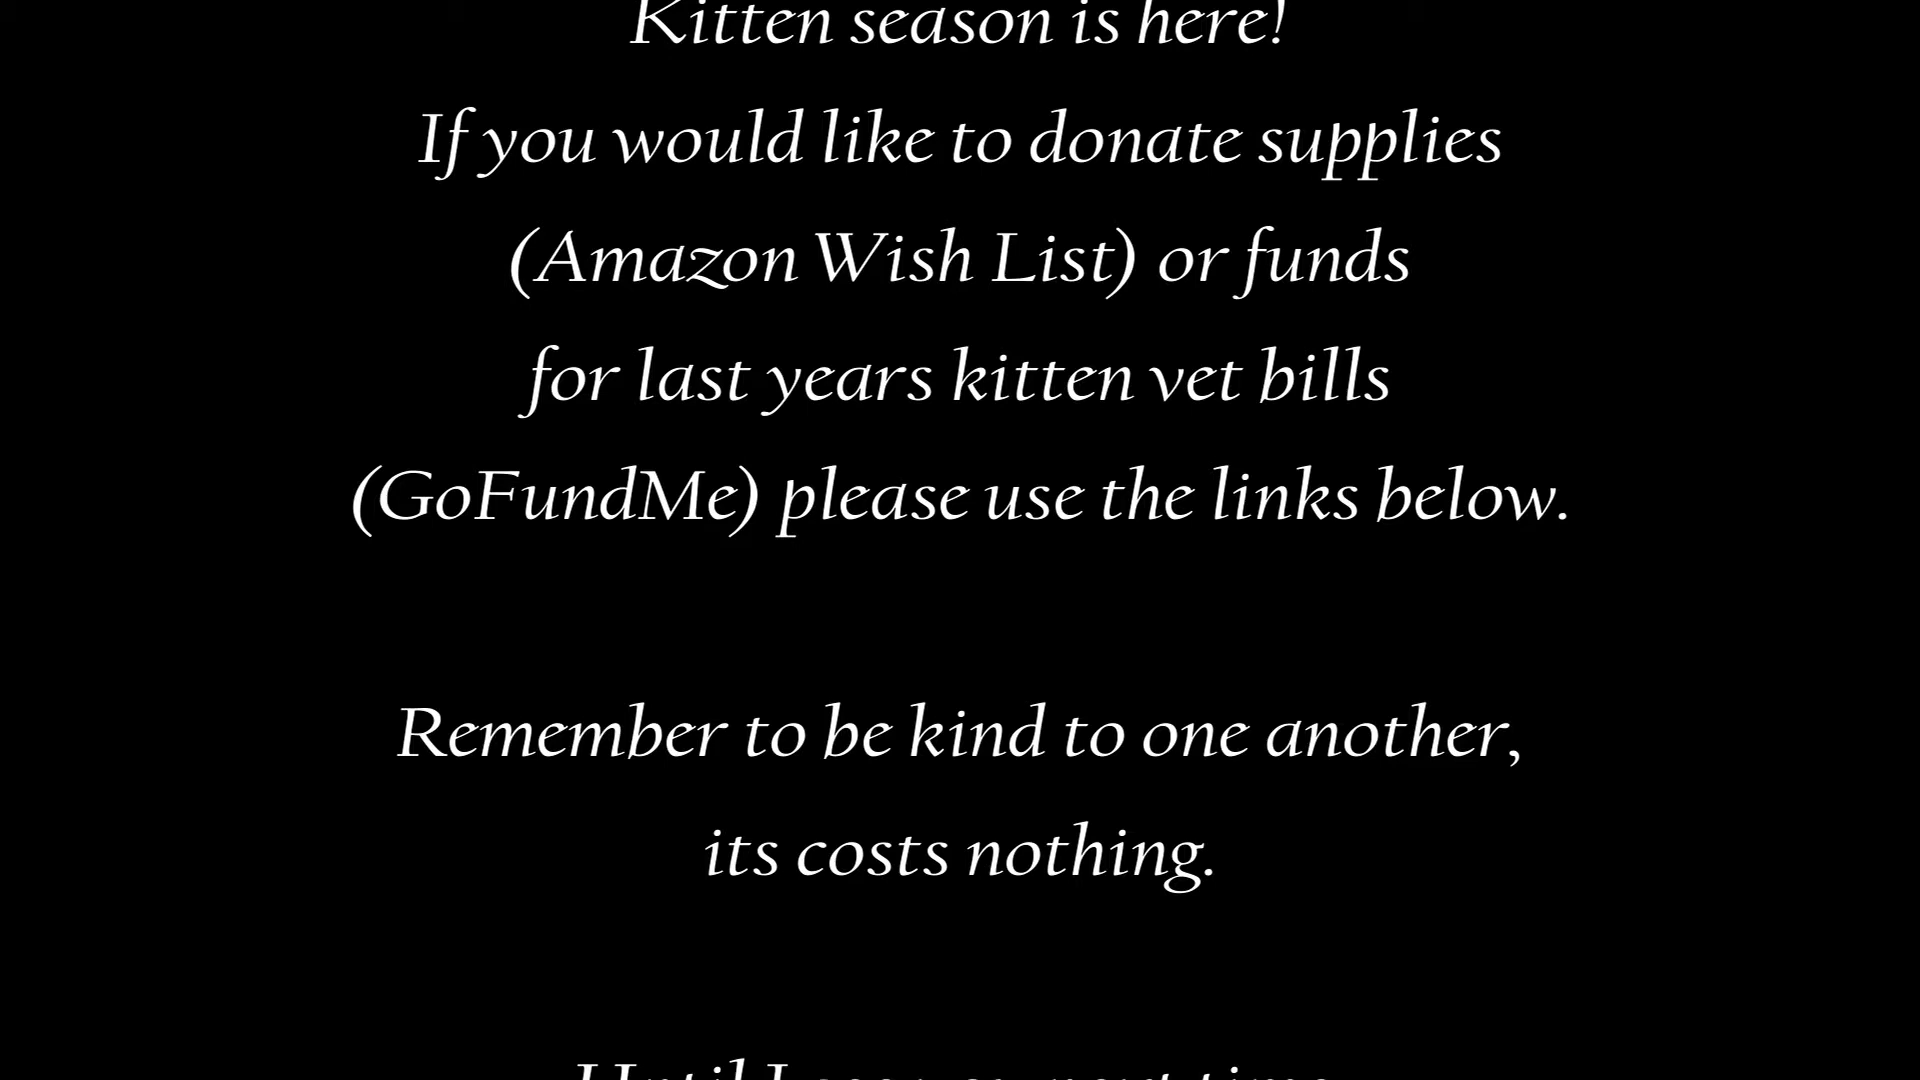 Kitten season is here!
If you would like to donate supplies
(Amazon Wish List) or funds
for last years kitten vet bills
(GoFundMe) please use the links below.
Remember to be kind to one another,
its costs nothing.
Until I see